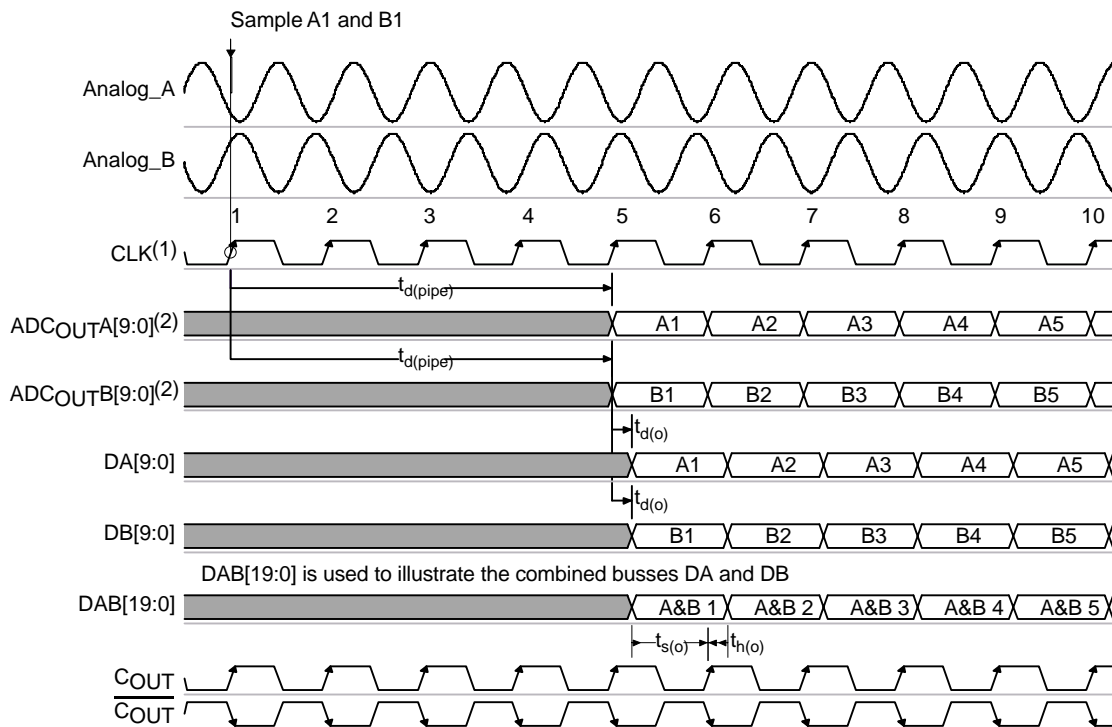 Sample A1 and B1
Analog_A
Analog_B
1 2 3 4 5 6 7 8 9 10
CLK(1)
td(pipe)
ADCOUTA[9:0](2) A1 A2 A3 A4 A5
td(pipe)
ADCOUTB[9:0](2) B1 B2 B3 B4 B5
td(o)
DA[9:0] A1 A2 A3 A4 A5
td(o)
DB[9:0] B1 B2 B3 B4 B5
DAB[19:0] is used to illustrate the combined busses DA and DB
DAB[19:0] A&B 1 A&B 2 A&B 3 A&B 4 A&B 5
ts(o) th(o)
COUT
COUT